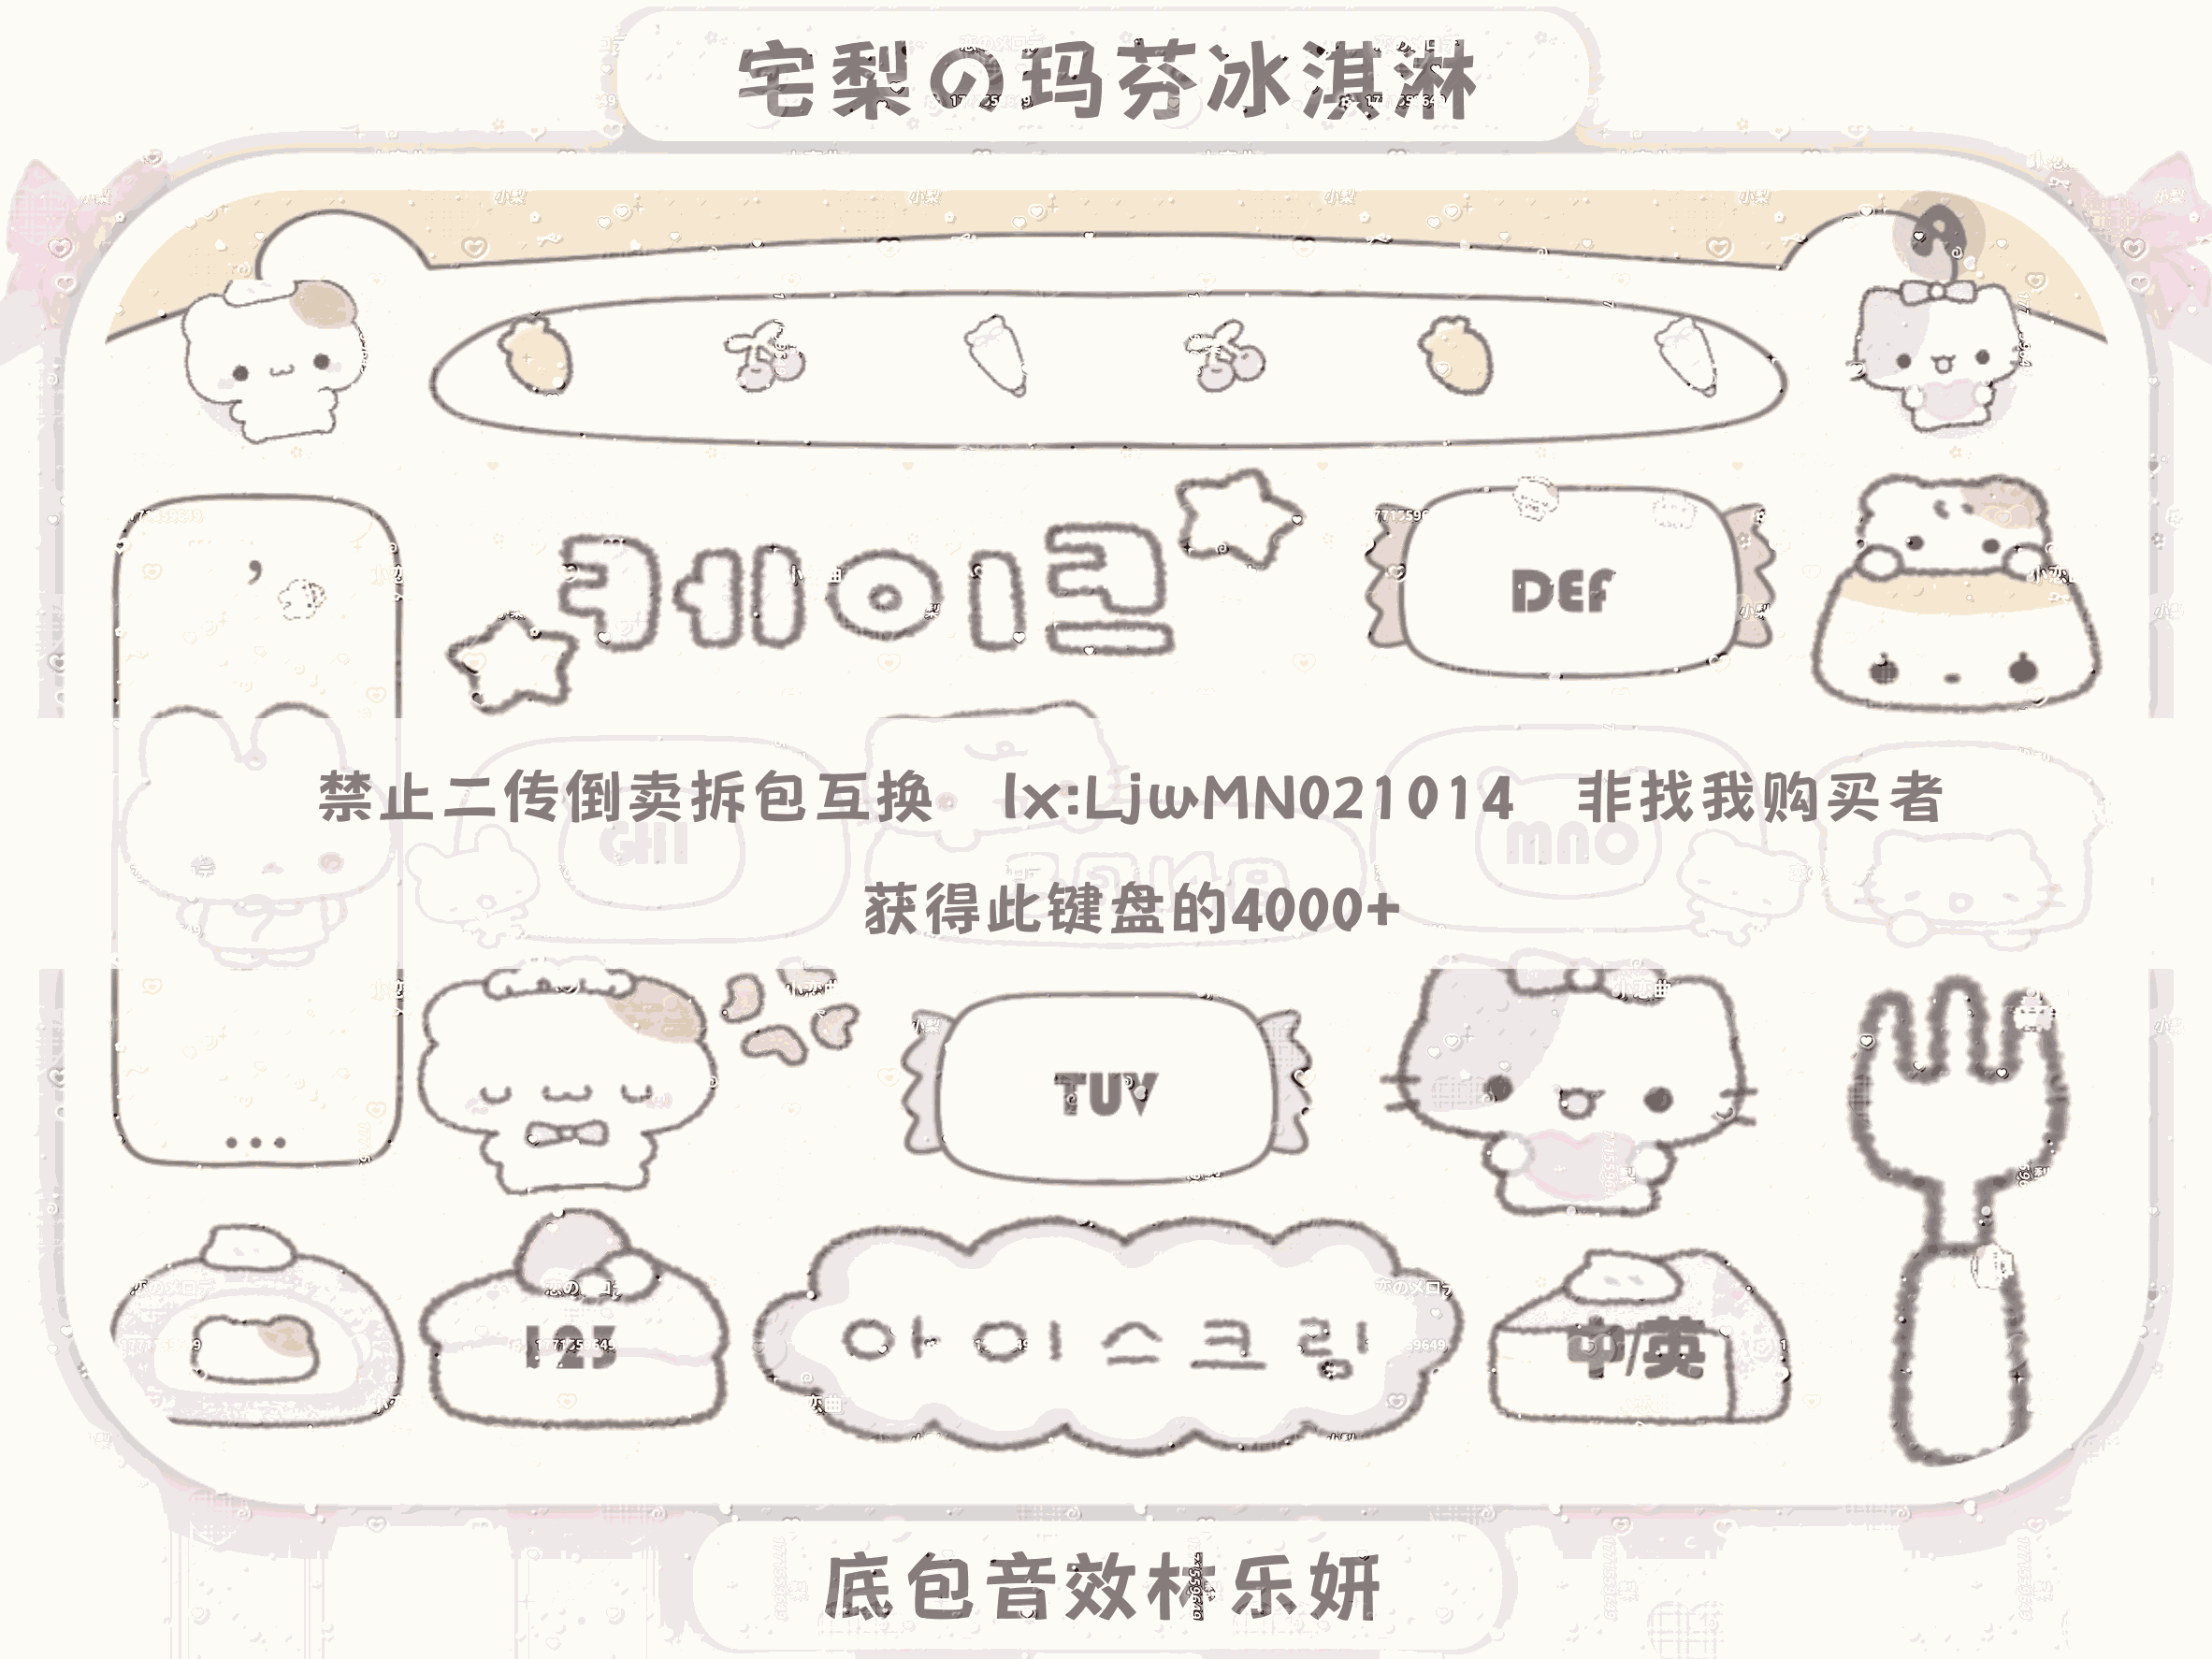 宅梨の玛芬冰淇淋
,
케이크
DEF
禁止二传倒卖拆包互换 lx:LjwMN021014 非找我购买者
GHI
MNO
获得此键盘的4000+
TUV
...
123
아이스크림
中/英
底包音效林乐妍